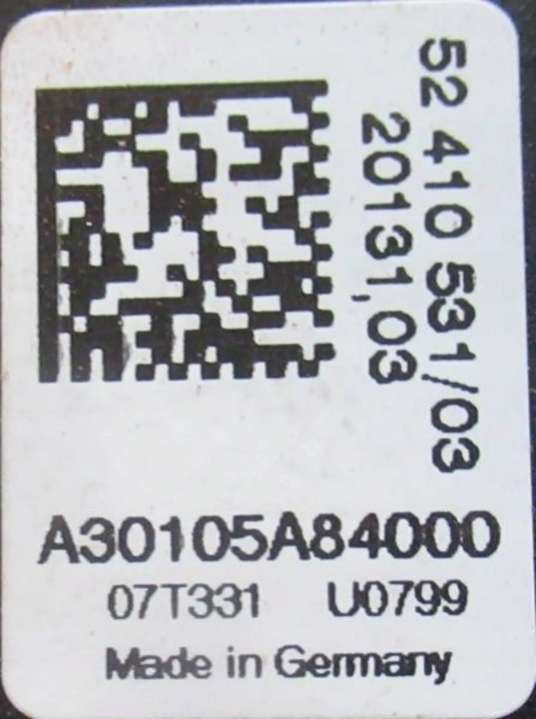 52 410 531/03
20131,03
A30105A84000
07T331 U0799
Made in Germany